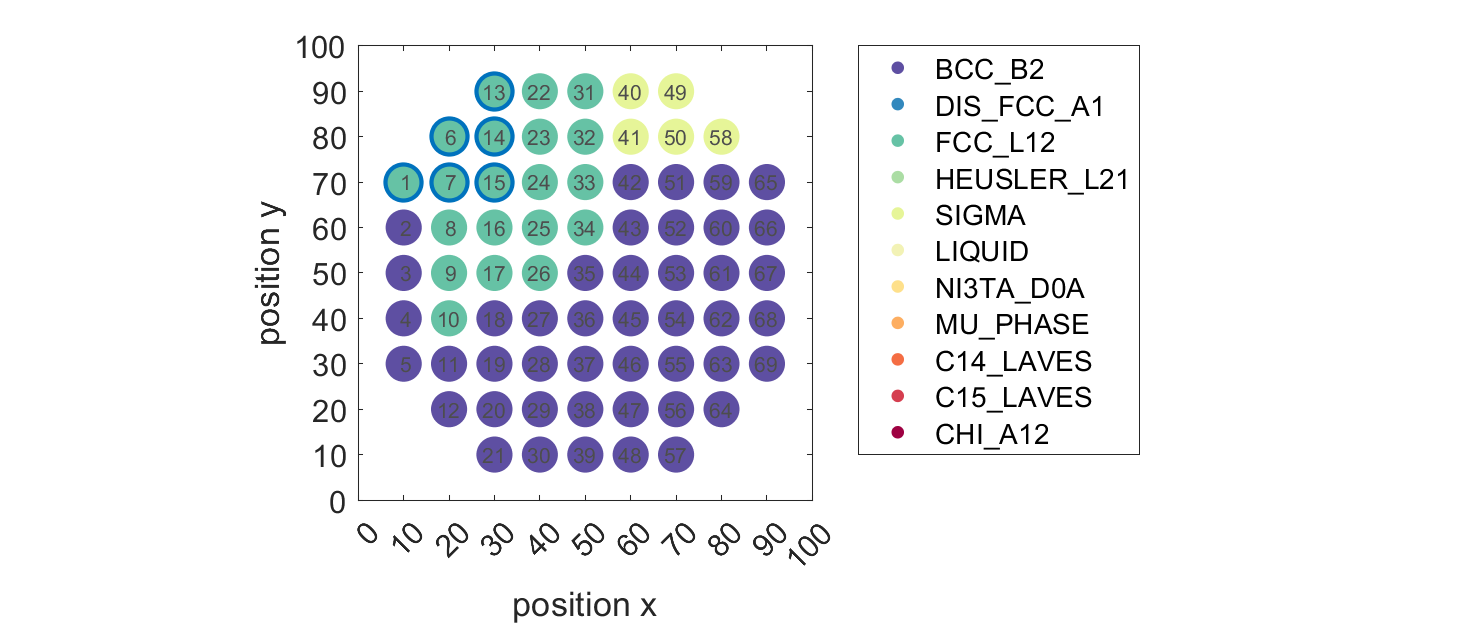 100
90
80
70
60
50
40
30
20
10
0
position y
13 22 31 40 49
6 14 23 32 41 50 58
1 7 15 24 33 42 51 59 65
2 8 16 25 34 43 52 60 66
3 9 17 26 35 44 53 61 67
4 10 18 27 36 45 54 62 68
5 11 19 28 37 46 55 63 69
12 20 29 38 47 56 64
21 30 39 48 57
0 10 20 30 40 50 60 70 80 90 100
position x
BCC_B2
DIS_FCC_A1
FCC_L12
HEUSLER_L21
SIGMA
LIQUID
NI3TA_D0A
MU_PHASE
C14_LAVES
C15_LAVES
CHI_A12